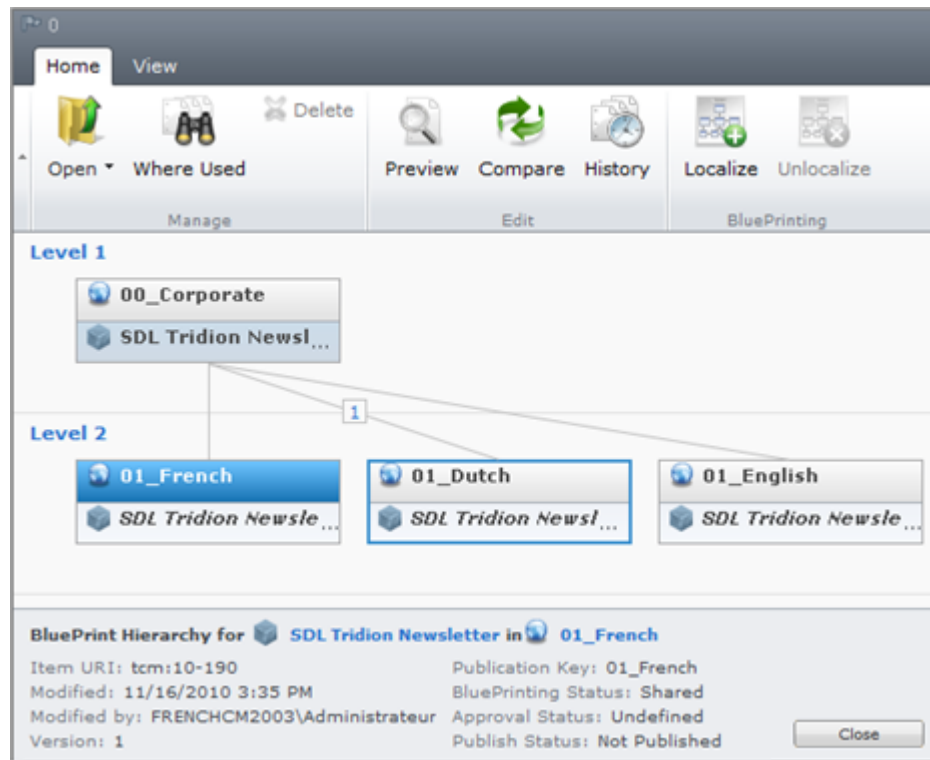 0
Home View
Delete
Open Where Used Preview Compare History Localize Unlocalize
Manage Edit BluePrinting
Level 1
00_Corporate
SDL Tridion Newsl...
1
Level 2
01_French 01_Dutch 01_English
SDL Tridion Newsle... SDL Tridion Newsl... SDL Tridion Newsle...
BluePrint Hierarchy for SDL Tridion Newsletter in 01_French
Item URI: tcm:10-190 Publication Key: 01_French
Modified: 11/16/2010 3:35 PM BluePrinting Status: Shared
Modified by: FRENCHCM2003\Administrateur Approval Status: Undefined
Version: 1 Publish Status: Not Published
Close